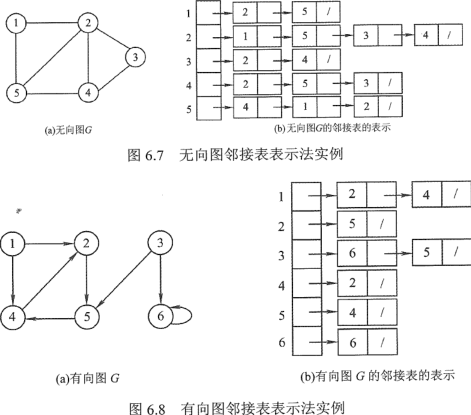 1 2
3
5 4
1 2 5 /
2 1 5 3 4 /
3 2 4 /
4 2 5 3 /
5 4 1 2 /
(a)无向图G
(b)无向图G的邻接表的表示
图 6.7 无向图邻接表表示法实例
1 2 3
4 5 6
1 2 4 /
2 5 /
3 6 5 /
4 2 /
5 4 /
6 6 /
(a)有向图 G
(b)有向图 G 的邻接表的表示
图 6.8 有向图邻接表表示法实例